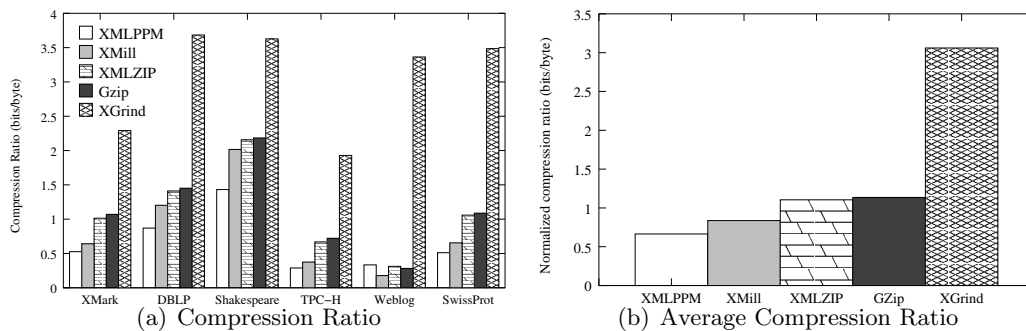 Compression Ratio (bits/byte)
4
3.5
3
2.5
2
1.5
1
0.5
0
XMLPPM
XMill
XMLZIP
Gzip
XGrind
XMark DBLP Shakespeare TPC-H Weblog SwissProt
(a) Compression Ratio
Normalized compression ratio (bits/byte)
3.5
3
2.5
2
1.5
1
0.5
0
XMLPPM XMill XMLZIP GZip XGrind
(b) Average Compression Ratio